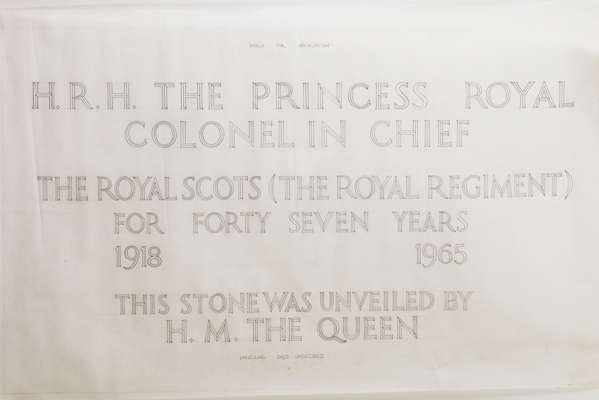 H.R.H. THE PRINCESS ROYAL
COLONEL IN CHIEF
THE ROYAL SCOTS (THE ROYAL REGIMENT)
FOR FORTY SEVEN YEARS
1918 1965
THIS STONE WAS UNVEILED BY
H. M. THE QUEEN